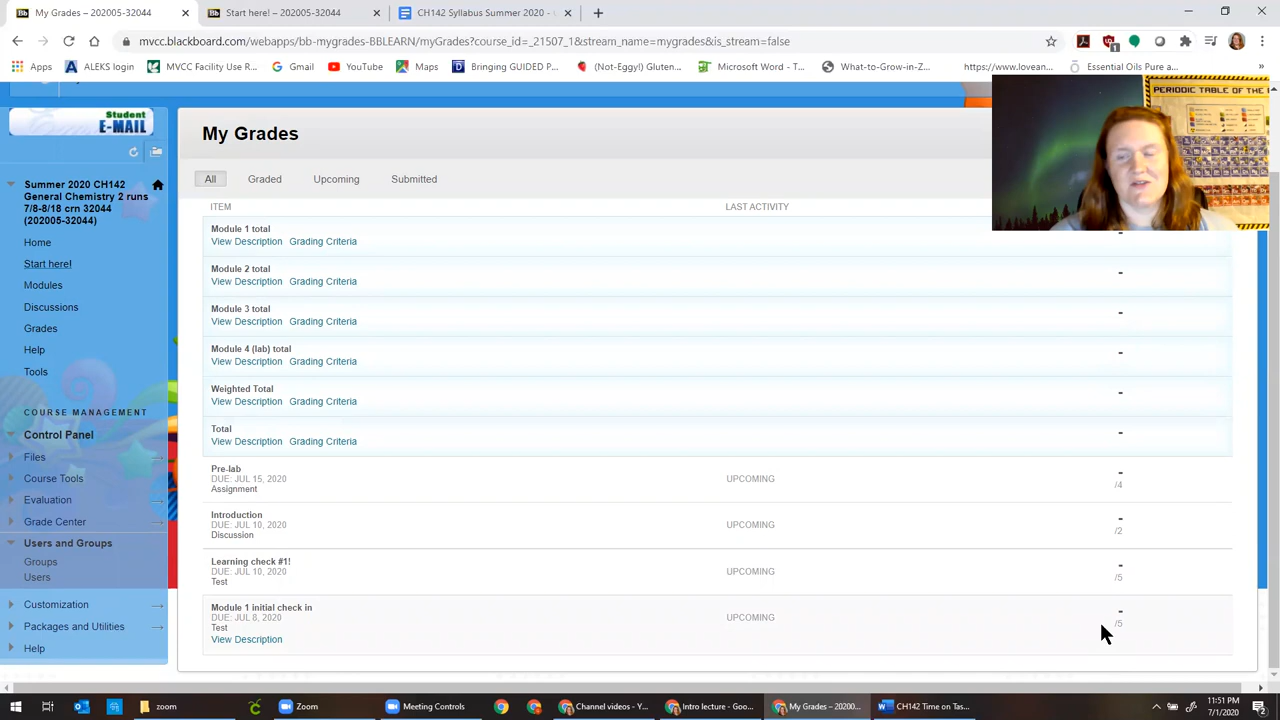 My Grades – 202005-32044
Start here! – 202005-32044
CH142 Syllabus Summer 2020 -
mvcc.blackboard.com/webapps/bb-mygrades-BBLEARN/myGrades?course_id=_21507_1&stream_name=mygrades&is_stream=false
Apps
ALEKS login
MVCC Facility Use R...
Gmail
YouTube
Maps
Bringing GUIDED P...
(Not-Eggy!) Gluten...
Microsoft Word - T...
What-to-Grow-in-Z...
https://www.lovean...
Essential Oils Pure a...
»
PERIODIC TABLE OF THE E
Student
E-MAIL
Summer 2020 CH142
General Chemistry 2 runs
7/8-8/18 crn 32044
(202005-32044)
Home
Start here!
Modules
Discussions
Grades
Help
Tools
COURSE MANAGEMENT
Control Panel
Files
Course Tools
Evaluation
Grade Center
Users and Groups
Groups
Users
Customization
Packages and Utilities
Help
My Grades
All
Graded
Upcoming
Submitted
ITEM
LAST ACTIVITY
Module 1 total
View Description Grading Criteria
-
Module 2 total
View Description Grading Criteria
-
Module 3 total
View Description Grading Criteria
-
Module 4 (lab) total
View Description Grading Criteria
-
Weighted Total
View Description Grading Criteria
-
Total
View Description Grading Criteria
-
Pre-lab
DUE: JUL 15, 2020
Assignment
UPCOMING
-
/4
Introduction
DUE: JUL 10, 2020
Discussion
UPCOMING
-
/2
Learning check #1!
DUE: JUL 10, 2020
Test
UPCOMING
-
/5
Module 1 initial check in
DUE: JUL 8, 2020
Test
View Description
UPCOMING
-
/5
zoom
Zoom
Meeting Controls
Channel videos - Y...
Intro lecture - Goo...
My Grades – 20200...
CH142 Time on Tas...
11:51 PM
7/1/2020
2